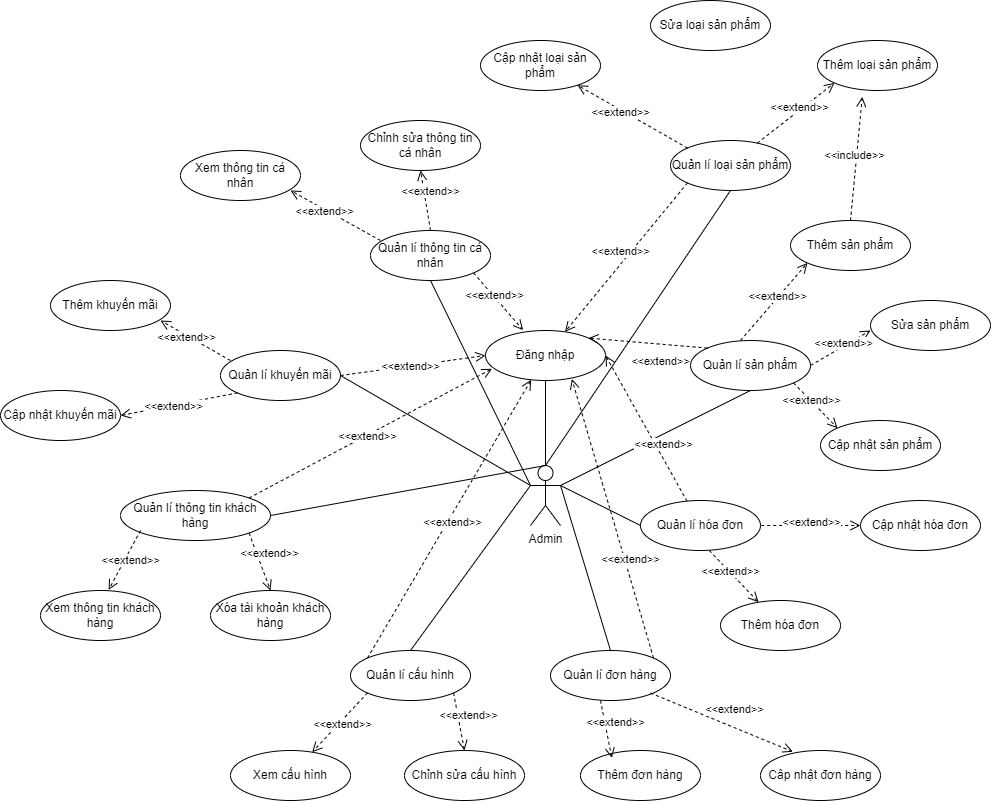 Sửa loại sản phẩm
Cập nhật loại sản
phẩm
Thêm loại sản phẩm
<<extend>>
<<extend>>
Chỉnh sửa thông tin
cá nhân
<<include>>
Quản lí loại sản phẩm
Xem thông tin cá
nhân
<<extend>>
<<extend>>
Quản lí thông tin cá
nhân
<<extend>>
Thêm sản phẩm
<<extend>>
<<extend>>
Thêm khuyến mãi
Sửa sản phẩm
<<extend>>
<<extend>>
Đăng nhập
<<extend>>
<<extend>>
Quản lí sản phẩm
Quản lí khuyến mãi
<<extend>>
<<extend>>
Cập nhật khuyến mãi
<<extend>>
<<extend>>
Cập nhật sản phẩm
Quản lí thông tin khách
hàng
<<extend>>
Quản lí hóa đơn
<<extend>>
Cập nhật hóa đơn
Admin
<<extend>>
<<extend>>
<<extend>>
<<extend>>
Xem thông tin khách
hàng
Xóa tài khoản khách
hàng
Thêm hóa đơn
Quản lí cấu hình
Quản lí đơn hàng
<<extend>>
<<extend>>
<<extend>>
<<extend>>
Xem cấu hình
Chỉnh sửa cấu hình
Thêm đơn hàng
Câp nhật đơn hàng